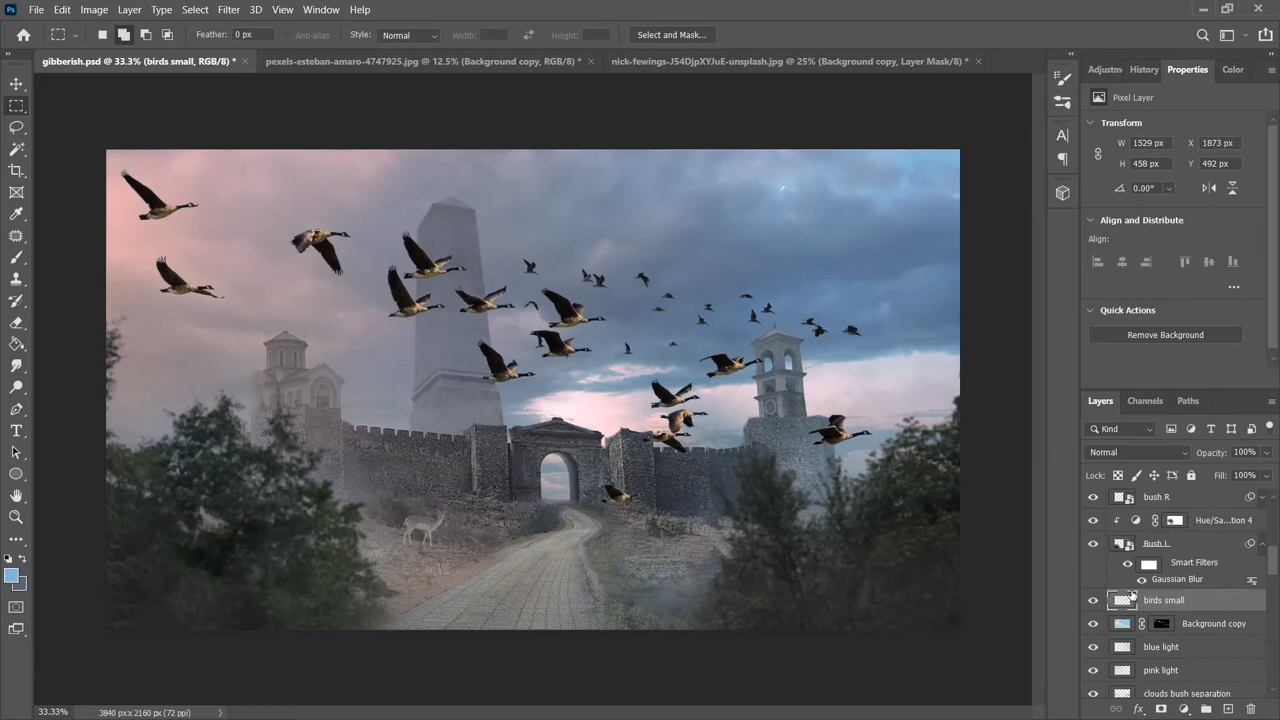 Ps File Edit Image Layer Type Select Filter 3D View Window Help
Feather: 0 px Anti-alias Style: Normal Width: Height: Select and Mask...
gibberish.psd @ 33.3% (birds small, RGB/8) * × pexels-esteban-amaro-4747925.jpg @ 12.5% (Background copy, RGB/8) * × nick-fewings-J54DjpXYJuE-unsplash.jpg @ 25% (Background copy, Layer Mask/8) * ×
Adjustm History Properties Color
Pixel Layer
Transform
W 1529 px X 1873 px
H 458 px Y 492 px
0.00°
Align and Distribute
Align:
...
Quick Actions
Remove Background
Layers Channels Paths
Kind
Normal Opacity: 100%
Lock: Fill: 100%
bush R
Hue/Sa...tion 4
Bush L
Smart Filters
Gaussian Blur
birds small
Background copy
blue light
pink light
clouds bush separation
33.33% 3840 px x 2160 px (72 ppi)